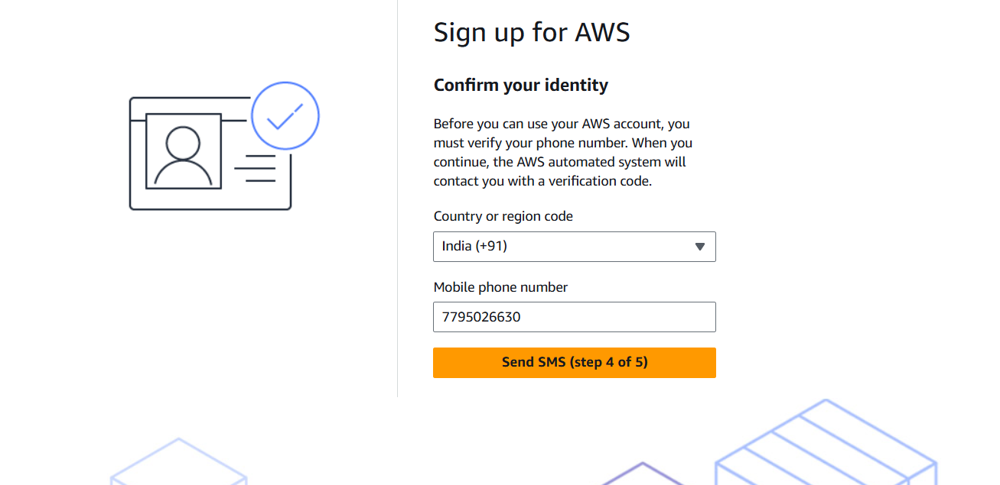 Sign up for AWS
Confirm your identity
Before you can use your AWS account, you
must verify your phone number. When you
continue, the AWS automated system will
contact you with a verification code.
Country or region code
India (+91)
Mobile phone number
7795026630
Send SMS (step 4 of 5)